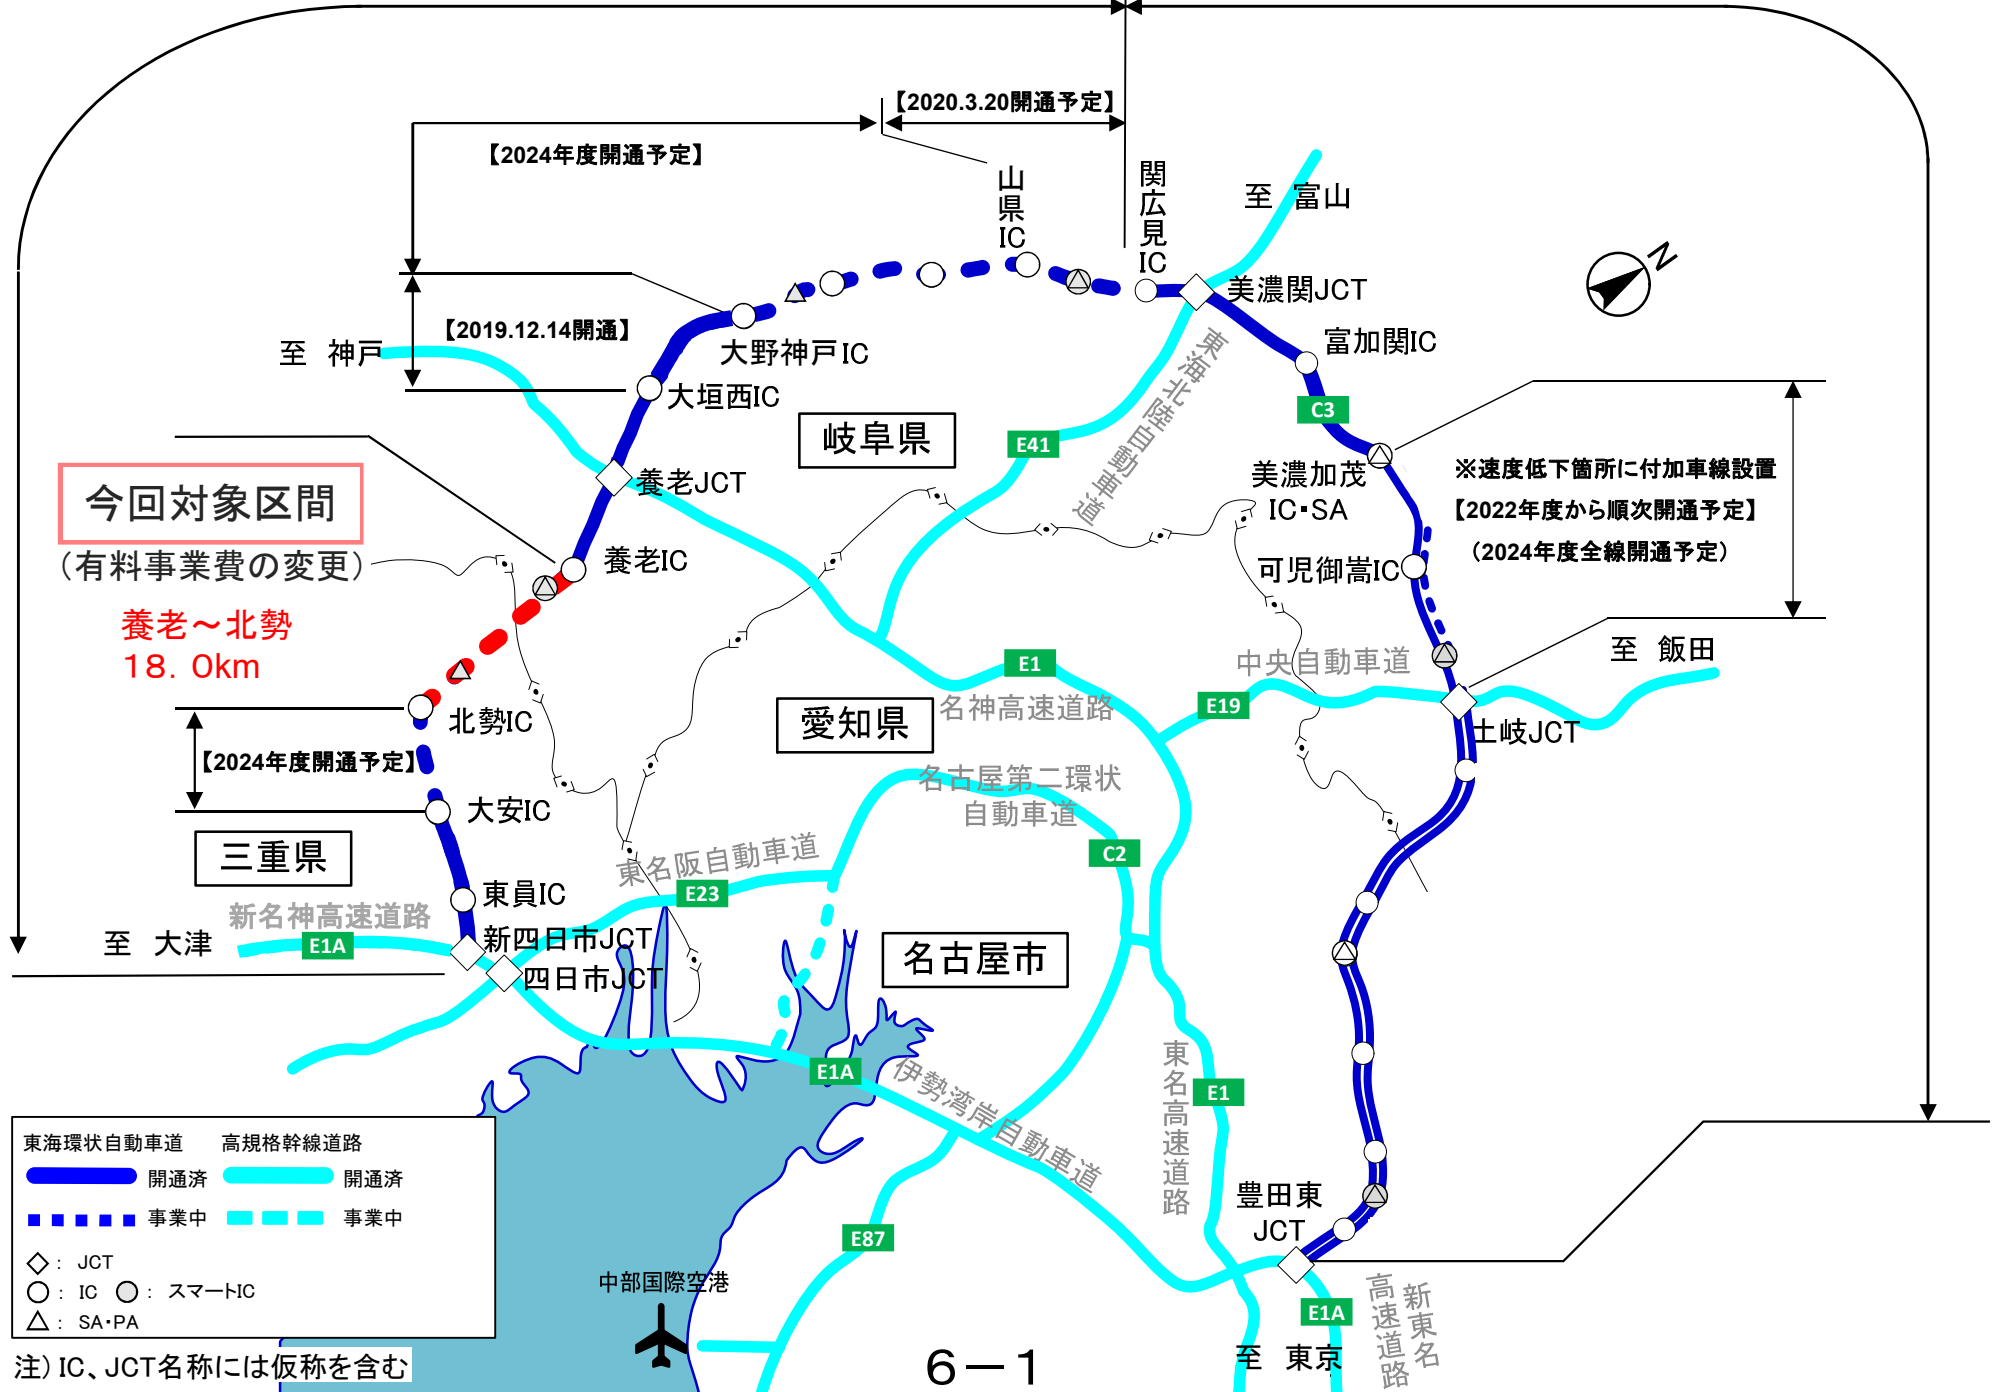 【2020.3.20開通予定】
【2024年度開通予定】
山県IC
関広見IC
至 富山
N
美濃関JCT
【2019.12.14開通】
至 神戸
大野神戸IC
富加関IC
東海北陸自動車道
大垣西IC
C3
岐阜県
E41
今回対象区間
(有料事業費の変更)
養老JCT
美濃加茂
IC・SA
※速度低下箇所に付加車線設置
【2022年度から順次開通予定】
(2024年度全線開通予定)
養老IC
可児御嵩IC
養老～北勢
18.0km
E1
中央自動車道
至 飯田
北勢IC
愛知県
名神高速道路
E19
土岐JCT
【2024年度開通予定】
名古屋第二環状
自動車道
大安IC
三重県
東名阪自動車道
C2
東員IC
E23
新名神高速道路
至 大津
E1A
新四日市JCT
四日市JCT
名古屋市
E1A
伊勢湾岸自動車道
東名高速道路
E1
東海環状自動車道 高規格幹線道路
開通済 開通済
事業中 事業中
： JCT
： IC ： スマートIC
： SA・PA
豊田東
JCT
E87
中部国際空港
E1A
新東名
高速道路
至 東京
注)IC、JCT名称には仮称を含む
6－1